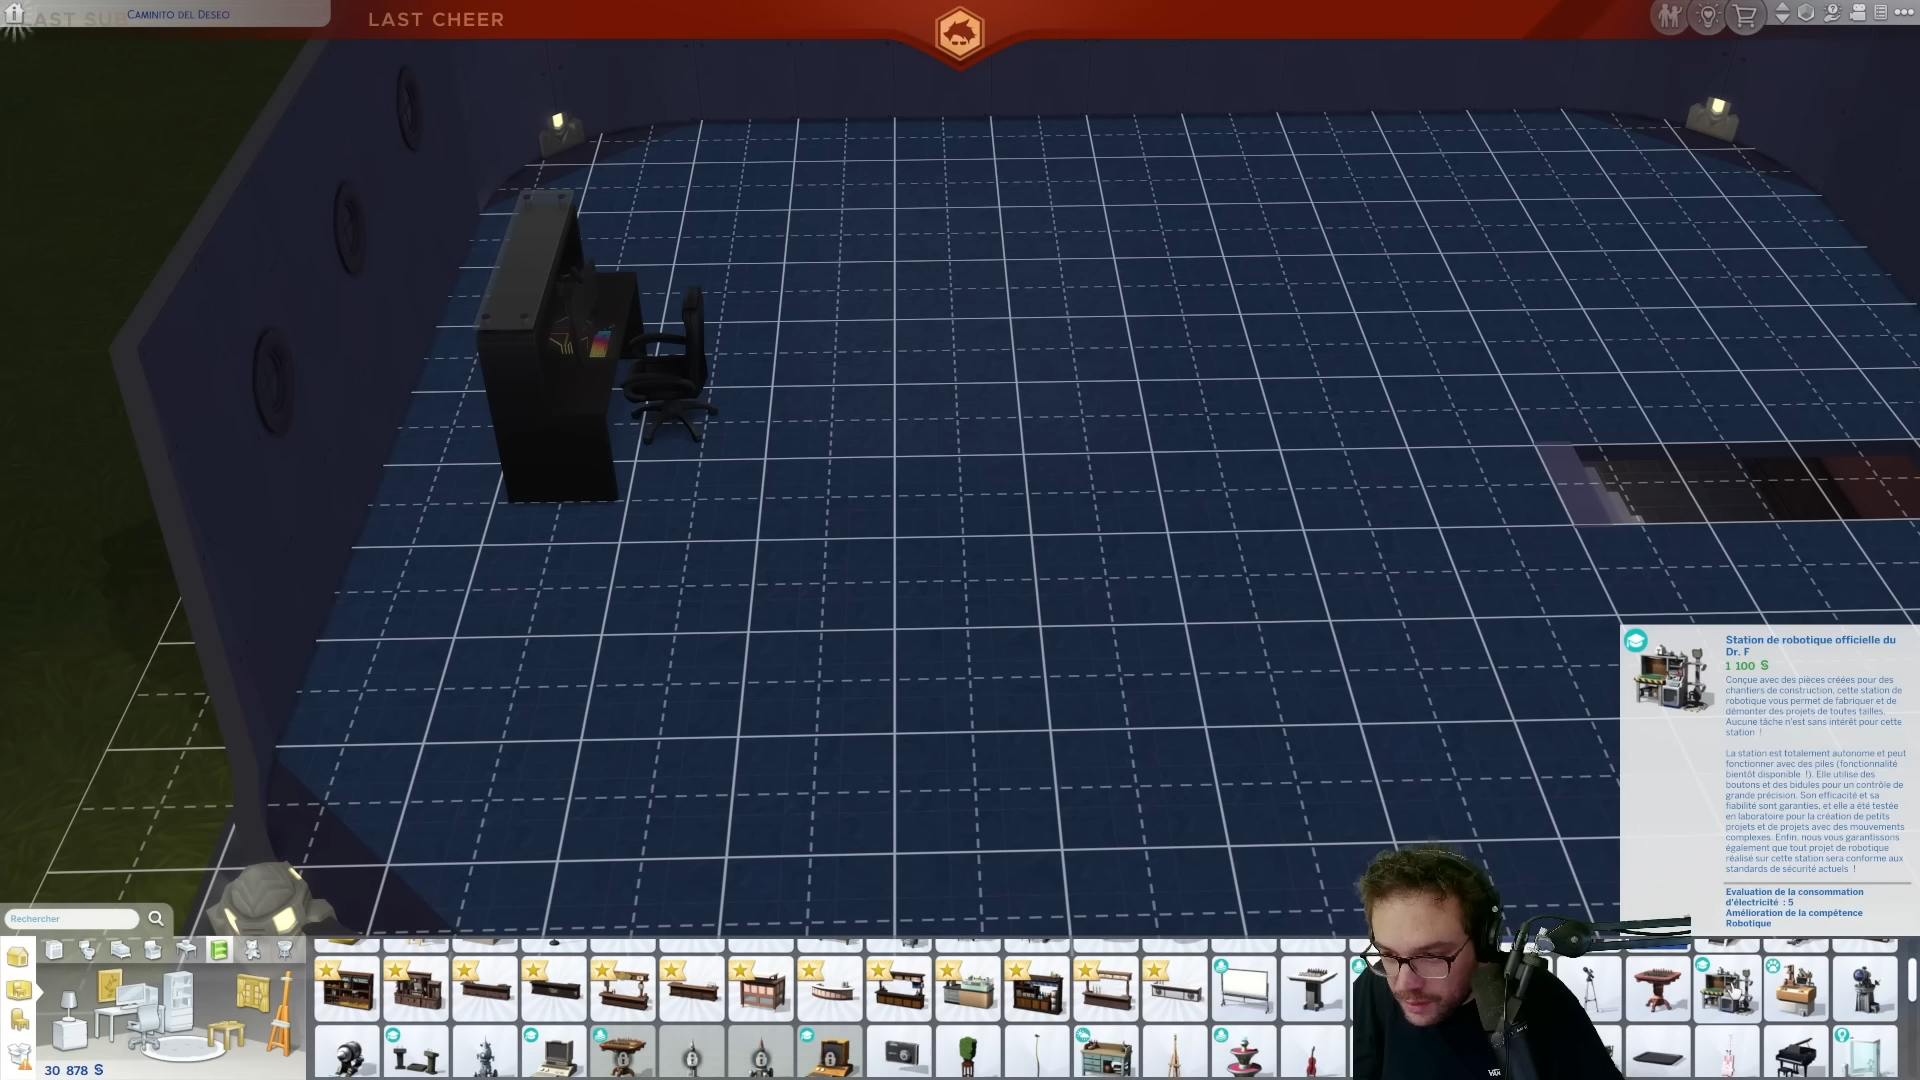 LAST SUB
CAMINITO DEL DESEO
LAST CHEER
Station de robotique officielle du
Dr. F
1 100 §
Conçue avec des pièces créées pour des
chantiers de construction, cette station de
robotique vous permet de fabriquer et de
démonter des projets de toutes tailles.
Aucune tâche n'est sans intérêt pour cette
station !
La station est totalement autonome et peut
fonctionner avec des piles (fonctionnalité
bientôt disponible !). Elle utilise des
boutons et des bidules pour un contrôle de
grande précision. Son efficacité et sa
fiabilité sont garanties, et elle a été testée
en laboratoire pour la création de petits
projets et de projets avec des mouvements
complexes. Enfin, nous vous garantissons
également que tout projet de robotique
réalisé sur cette station sera conforme aux
standards de sécurité actuels !
Evaluation de la consommation
d'électricité : 5
Amélioration de la compétence
Robotique
Rechercher
30 878 §